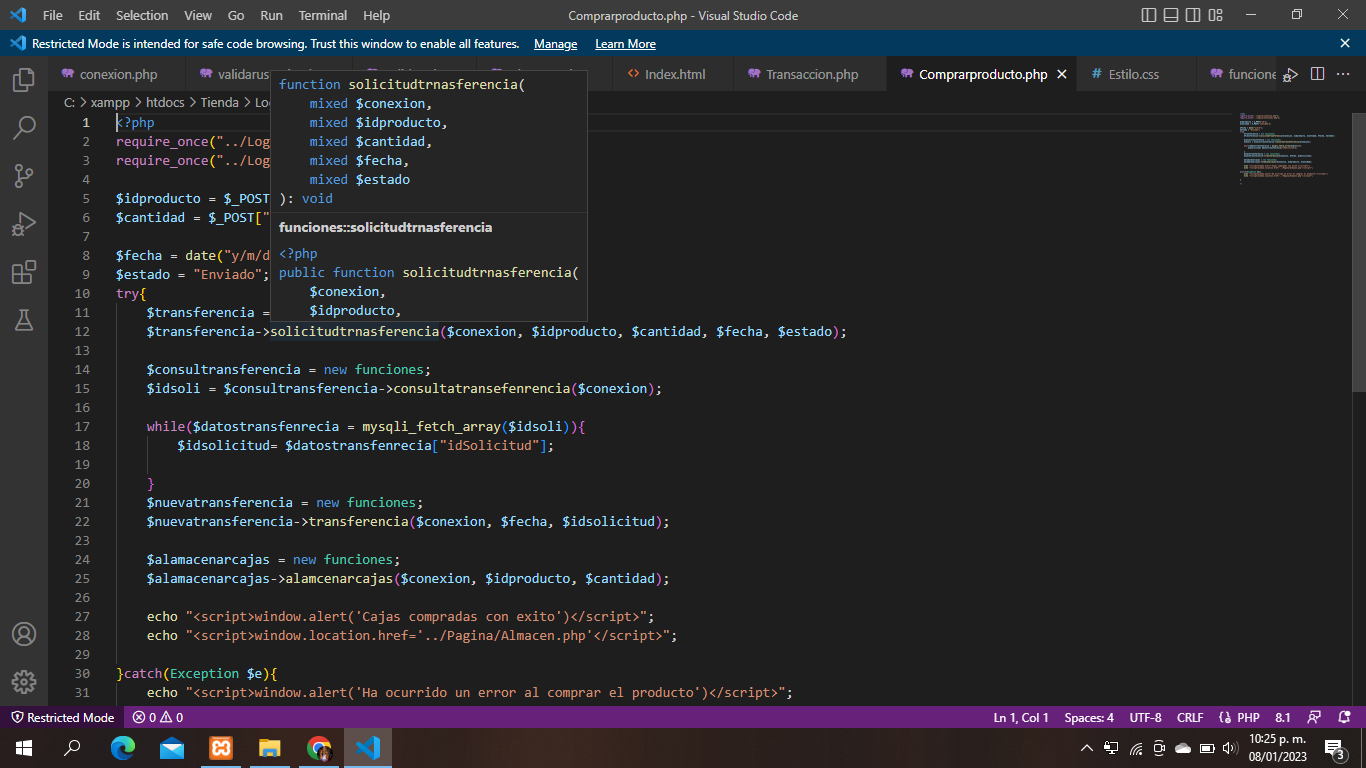 File Edit Selection View Go Run Terminal Help Comprarproducto.php - Visual Studio Code
Restricted Mode is intended for safe code browsing. Trust this window to enable all features. Manage Learn More
conexion.php validarus Index.html Transaccion.php Comprarproducto.php Estilo.css funcione
C: > xampp > htdocs > Tienda > Lo
function solicitudtrnasferencia(
mixed $conexion,
mixed $idproducto,
mixed $cantidad,
mixed $fecha,
mixed $estado
): void
funciones::solicitudtrnasferencia
<?php
public function solicitudtrnasferencia(
$conexion,
$idproducto,
1 <?php
2 require_once("../Log
3 require_once("../Log
4
5 $idproducto = $_POST
6 $cantidad = $_POST["
7
8 $fecha = date("y/m/d
9 $estado = "Enviado";
10 try{
11 $transferencia =
12 $transferencia->solicitudtrnasferencia($conexion, $idproducto, $cantidad, $fecha, $estado);
13
14 $consultransferencia = new funciones;
15 $idsoli = $consultransferencia->consultatransefenrencia($conexion);
16
17 while($datostransfenrecia = mysqli_fetch_array($idsoli)){
18 $idsolicitud= $datostransfenrecia["idSolicitud"];
19
20 }
21 $nuevatransferencia = new funciones;
22 $nuevatransferencia->transferencia($conexion, $fecha, $idsolicitud);
23
24 $alamacenarcajas = new funciones;
25 $alamacenarcajas->alamcenarcajas($conexion, $idproducto, $cantidad);
26
27 echo "<script>window.alert('Cajas compradas con exito')</script>";
28 echo "<script>window.location.href='../Pagina/Almacen.php'</script>";
29
30 }catch(Exception $e){
31 echo "<script>window.alert('Ha ocurrido un error al comprar el producto')</script>";
Restricted Mode 0 0 Ln 1, Col 1 Spaces: 4 UTF-8 CRLF PHP 8.1
10:25 p. m.
08/01/2023
3